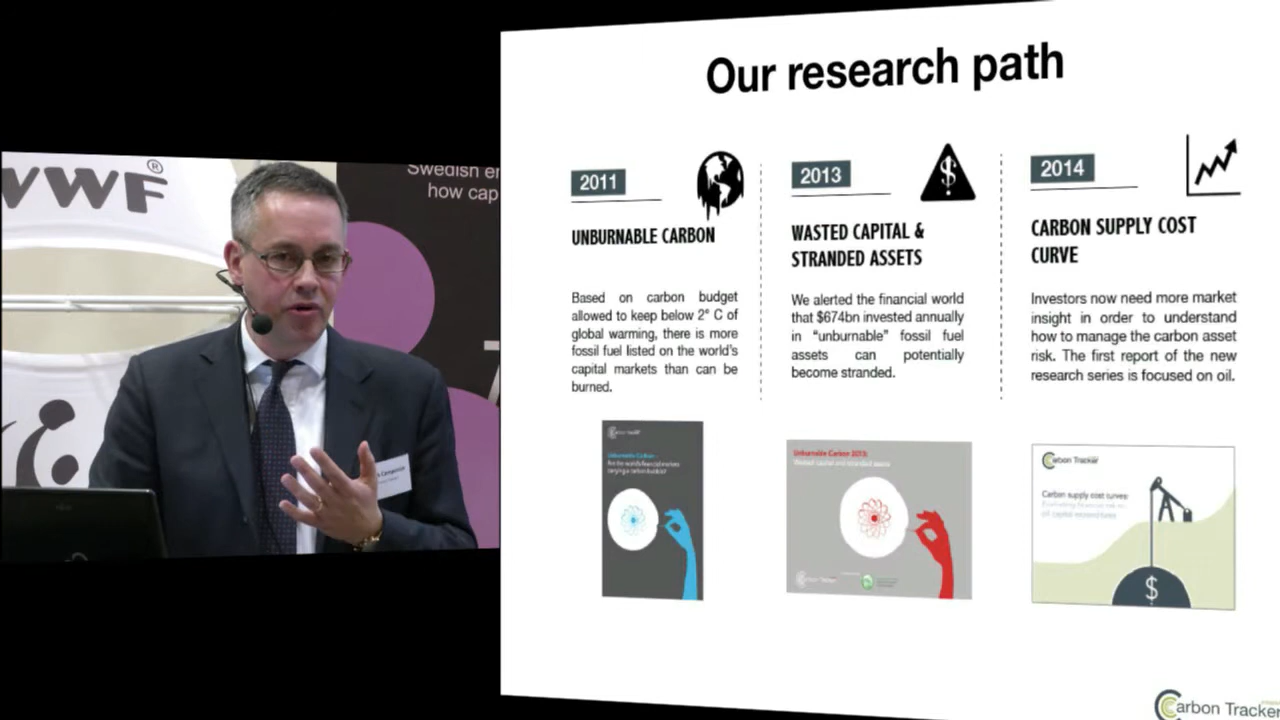 WWF®
Swedish en
how cap
Our research path
2011
UNBURNABLE CARBON
Based on carbon budget
allowed to keep below 2° C of
global warming, there is more
fossil fuel listed on the world's
capital markets than can be
burned.
2013
WASTED CAPITAL &
STRANDED ASSETS
We alerted the financial world
that $674bn invested annually
in “unburnable” fossil fuel
assets can potentially
become stranded.
2014
CARBON SUPPLY COST
CURVE
Investors now need more market
insight in order to understand
how to manage the carbon asset
risk. The first report of the new
research series is focused on oil.
Unburnable Carbon
Unburnable Carbon 2013:
Wasted capital and stranded assets
Carbon Tracker
Carbon supply cost curves:
$
Carbon Tracker